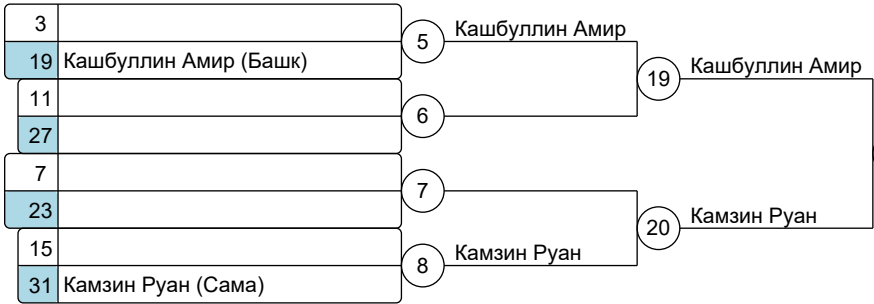 3
19 Кашбуллин Амир (Башк)
11
27
7
23
15
31 Камзин Руан (Сама)
5 Кашбуллин Амир
6
7
8 Камзин Руан
19 Кашбуллин Амир
20 Камзин Руан